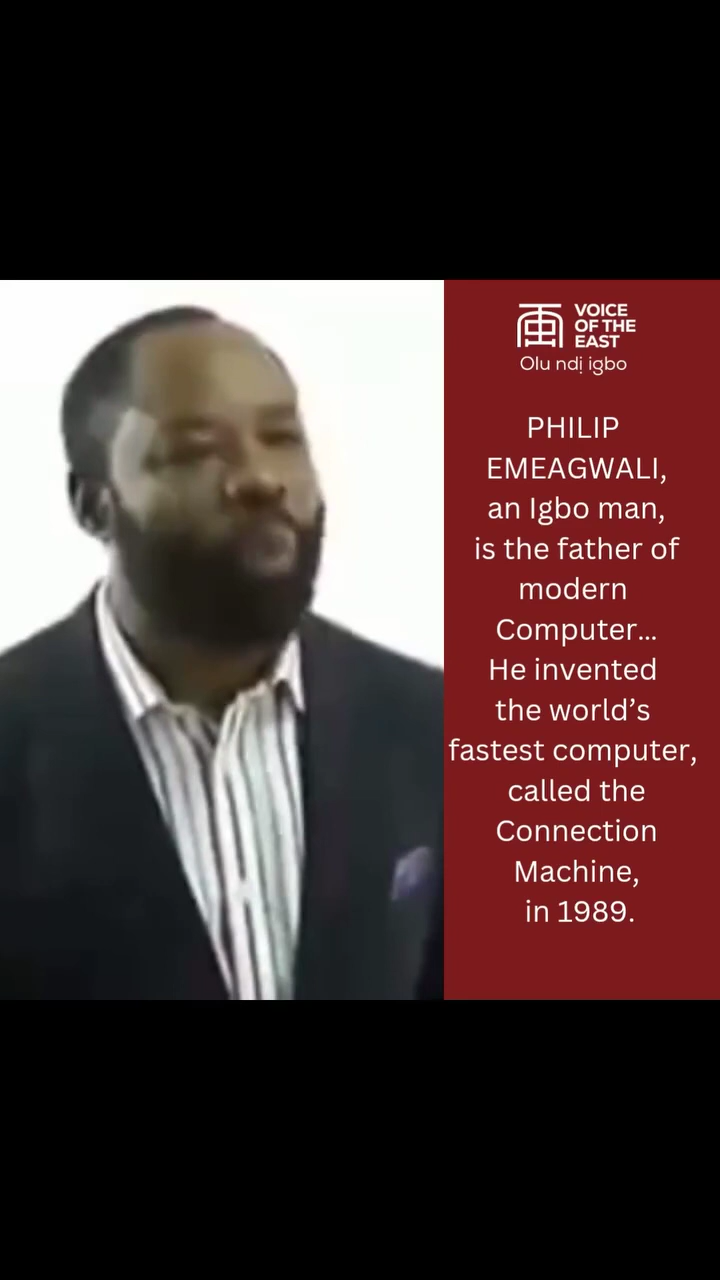 VOICE
OF THE
EAST
Olu ndị igbo
PHILIP
EMEAGWALI,
an Igbo man,
is the father of
modern
Computer...
He invented
the world’s
fastest computer,
called the
Connection
Machine,
in 1989.